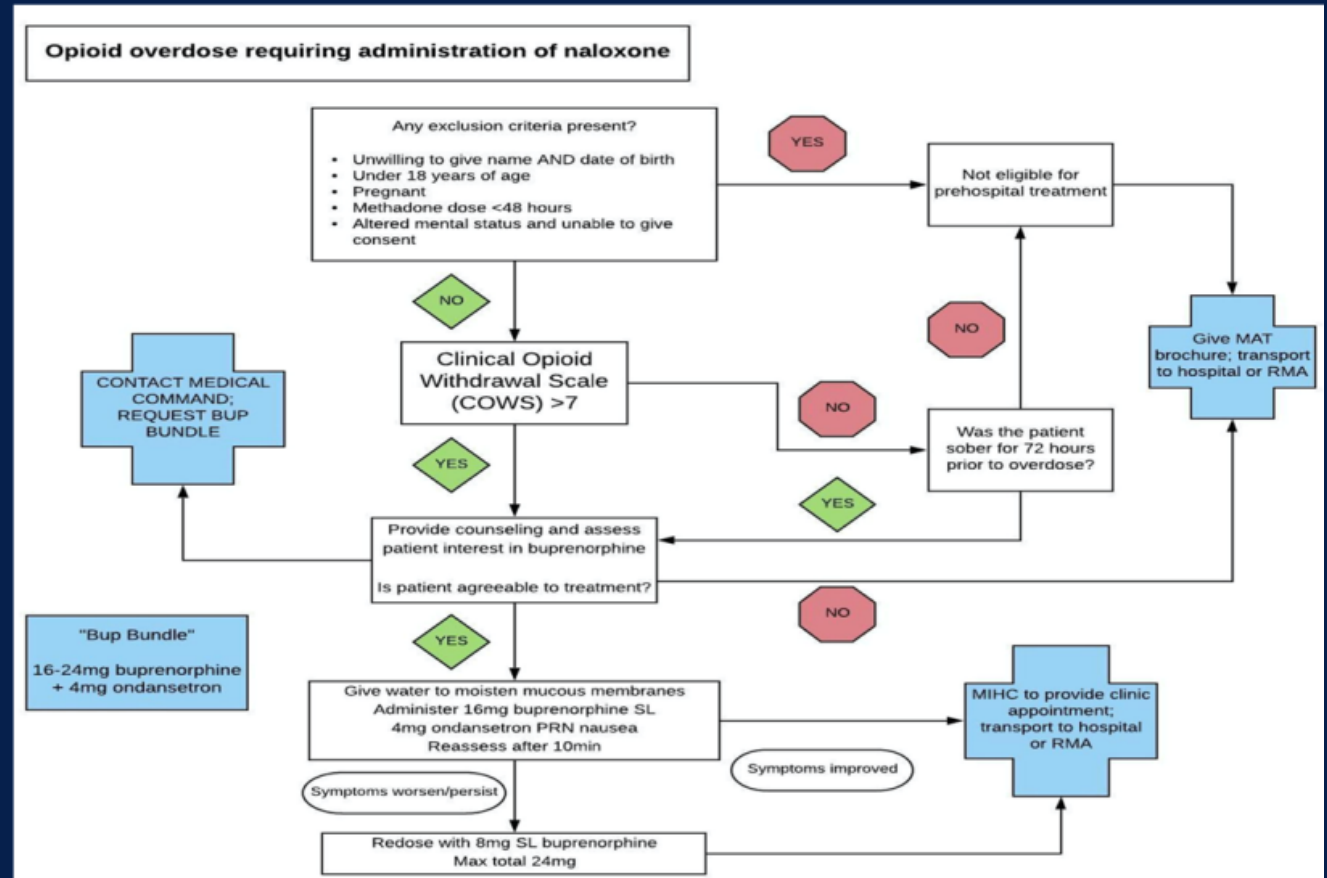 Opioid overdose requiring administration of naloxone
Any exclusion criteria present?
• Unwilling to give name AND date of birth
• Under 18 years of age
• Pregnant
• Methadone dose <48 hours
• Altered mental status and unable to give
consent
YES
Not eligible for
prehospital treatment
NO
NO
Give MAT
brochure; transport
to hospital or RMA
Clinical Opioid
Withdrawal Scale
(COWS) >7
CONTACT MEDICAL
COMMAND;
REQUEST BUP
BUNDLE
NO
Was the patient
sober for 72 hours
prior to overdose?
YES
YES
Provide counseling and assess
patient interest in buprenorphine
Is patient agreeable to treatment?
NO
YES
"Bup Bundle"
16-24mg buprenorphine
+ 4mg ondansetron
Give water to moisten mucous membranes
Administer 16mg buprenorphine SL
4mg ondansetron PRN nausea
Reassess after 10min
MIHC to provide clinic
appointment;
transport to hospital
or RMA
Symptoms improved
Symptoms worsen/persist
Redose with 8mg SL buprenorphine
Max total 24mg